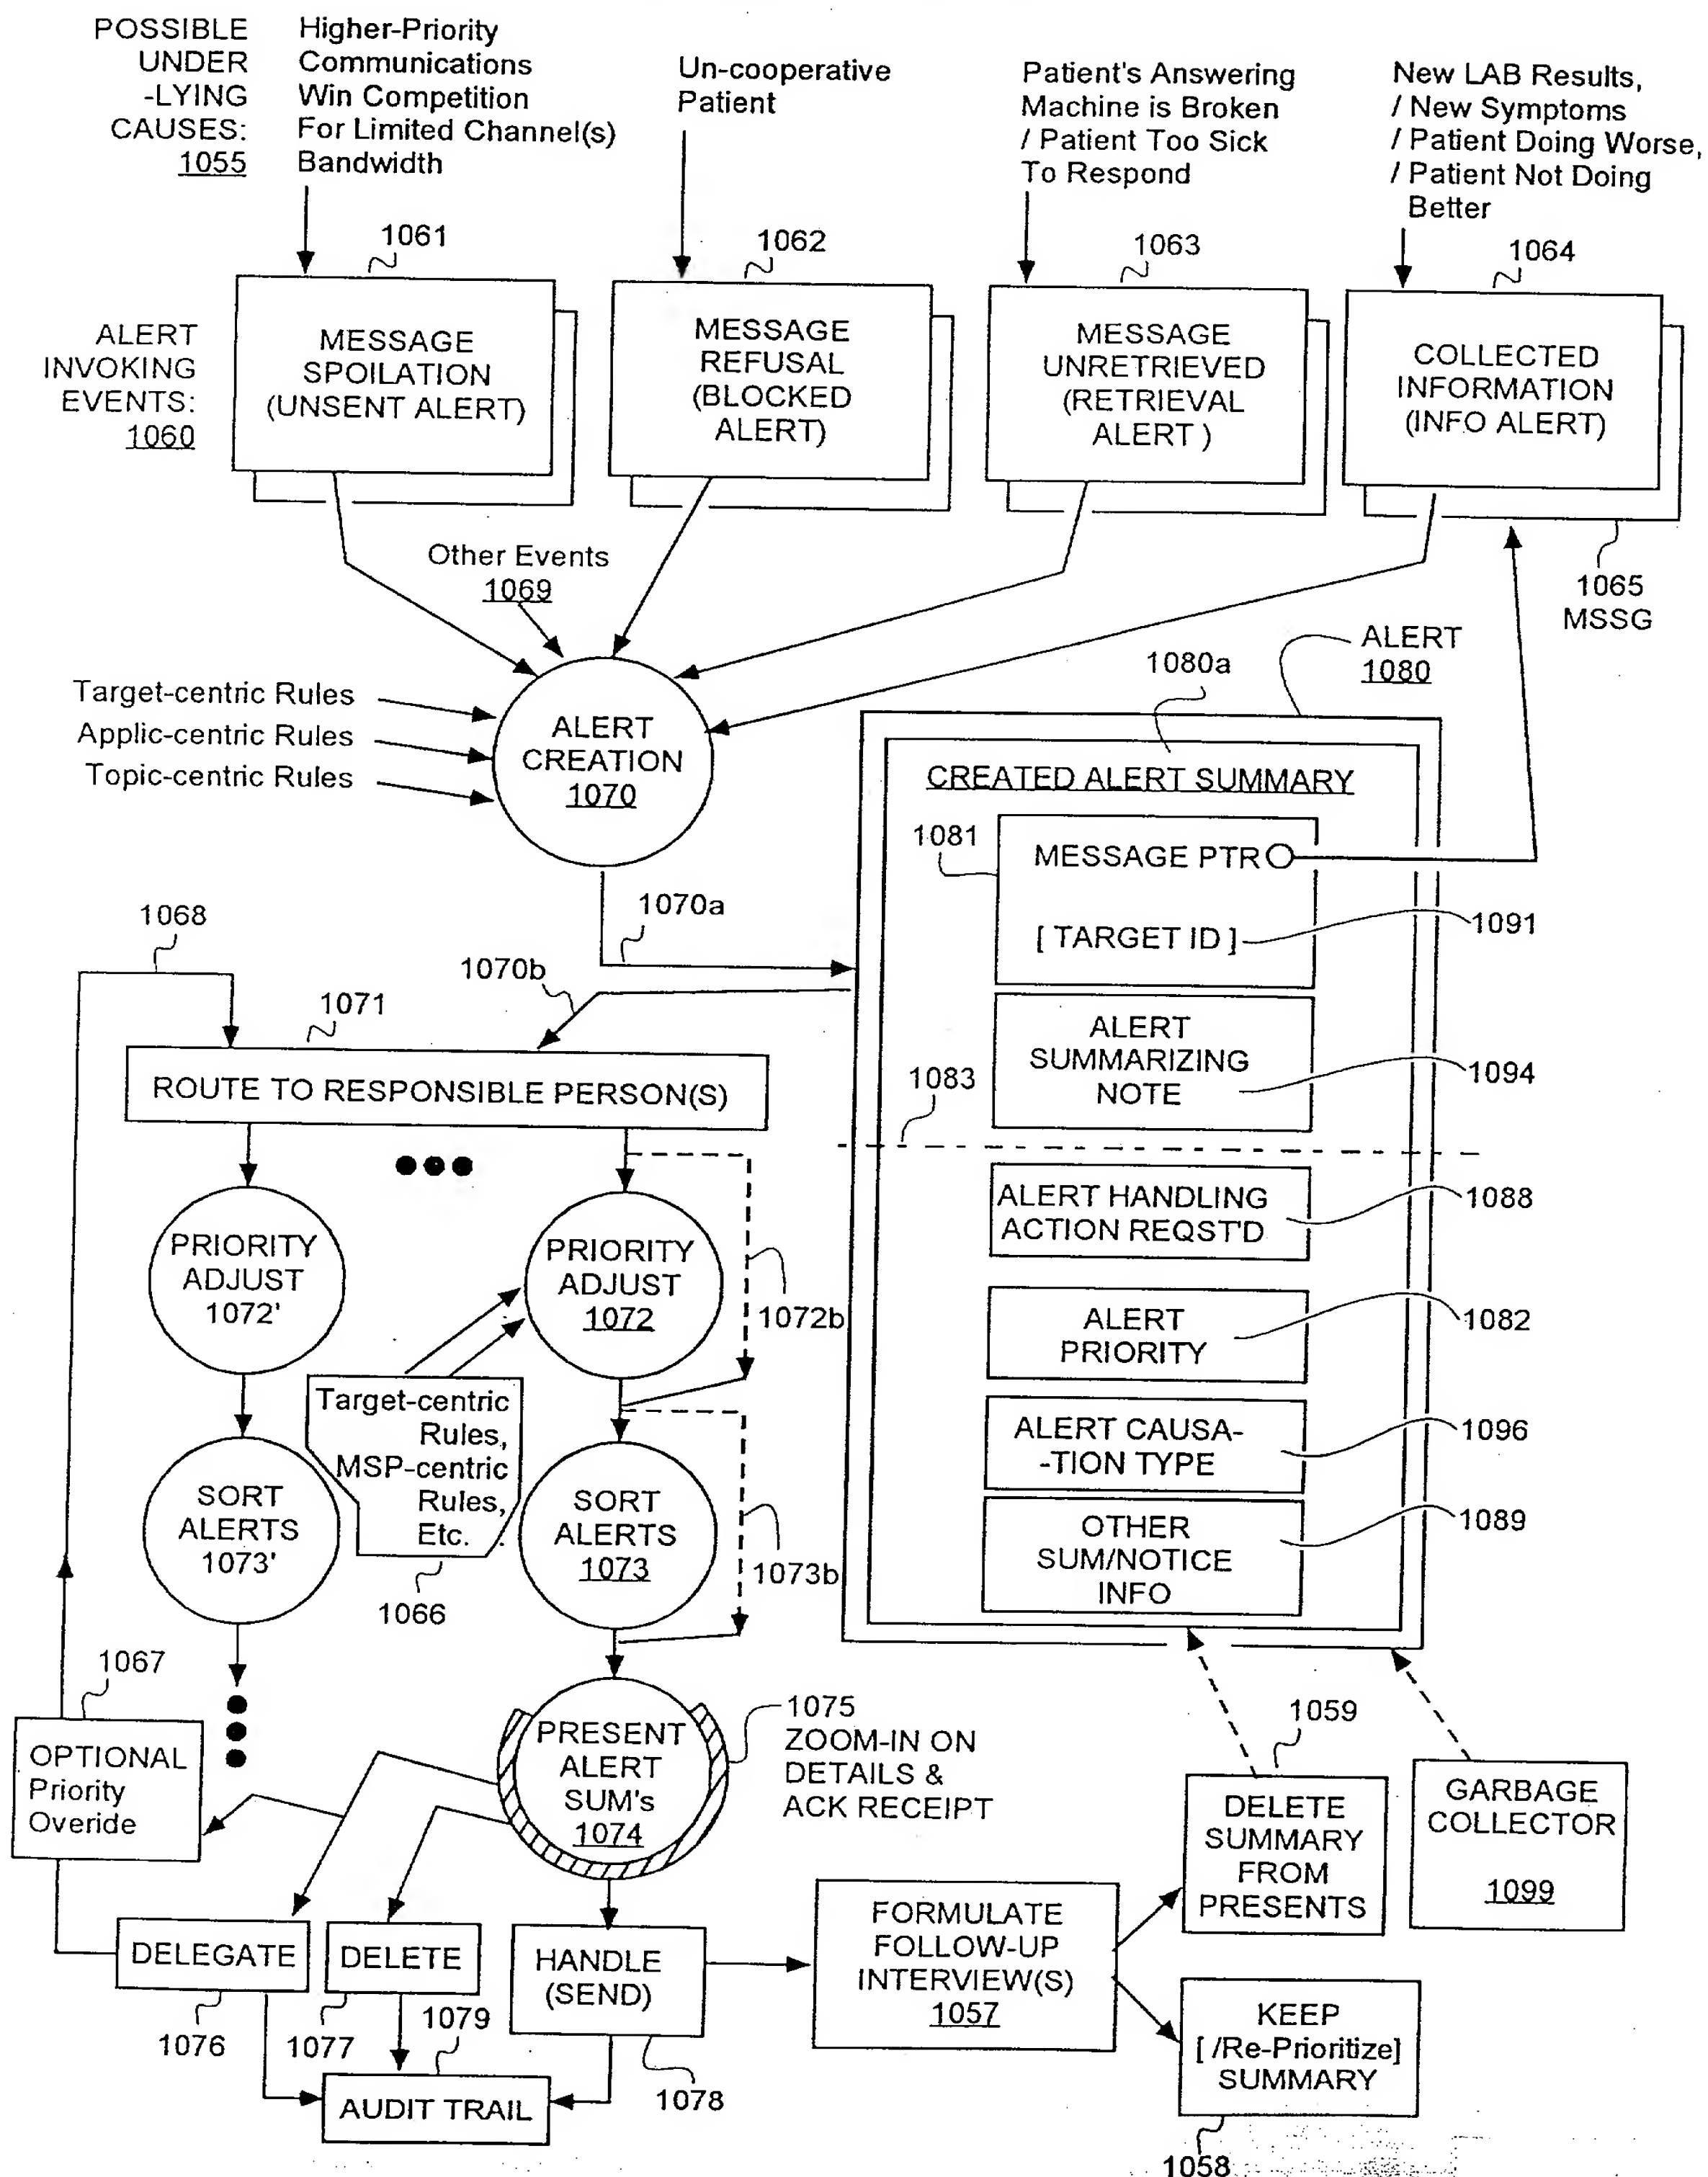 POSSIBLE
UNDER
-LYING
CAUSES:
1055
Higher-Priority
Communications
Win Competition
For Limited Channel(s)
Bandwidth
Un-cooperative
Patient
Patient's Answering
Machine is Broken
/ Patient Too Sick
To Respond
New LAB Results,
/ New Symptoms
/ Patient Doing Worse,
/ Patient Not Doing
Better
1061
1062
1063
1064
ALERT
INVOKING
EVENTS:
1060
MESSAGE
SPOILATION
(UNSENT ALERT)
MESSAGE
REFUSAL
(BLOCKED
ALERT)
MESSAGE
UNRETRIEVED
(RETRIEVAL
ALERT )
COLLECTED
INFORMATION
(INFO ALERT)
1065
MSSG
Other Events
1069
Target-centric Rules
Applic-centric Rules
Topic-centric Rules
ALERT
CREATION
1070
1070a
1070b
ALERT
1080
1080a
CREATED ALERT SUMMARY
1081
MESSAGE PTR
[ TARGET ID ]
1091
ALERT
SUMMARIZING
NOTE
1094
1083
ALERT HANDLING
ACTION REQST'D
1088
ALERT
PRIORITY
1082
ALERT CAUSA-
-TION TYPE
1096
OTHER
SUM/NOTICE
INFO
1089
1068
1071
ROUTE TO RESPONSIBLE PERSON(S)
PRIORITY
ADJUST
1072'
PRIORITY
ADJUST
1072
1072b
Target-centric
Rules,
MSP-centric
Rules,
Etc.
1066
SORT
ALERTS
1073'
SORT
ALERTS
1073
1073b
1067
OPTIONAL
Priority
Overide
PRESENT
ALERT
SUM's
1074
1075
ZOOM-IN ON
DETAILS &
ACK RECEIPT
1059
DELETE
SUMMARY
FROM
PRESENTS
GARBAGE
COLLECTOR
1099
DELEGATE
1076
DELETE
1077
HANDLE
(SEND)
1078
FORMULATE
FOLLOW-UP
INTERVIEW(S)
1057
KEEP
[ /Re-Prioritize]
SUMMARY
1058
1079
AUDIT TRAIL